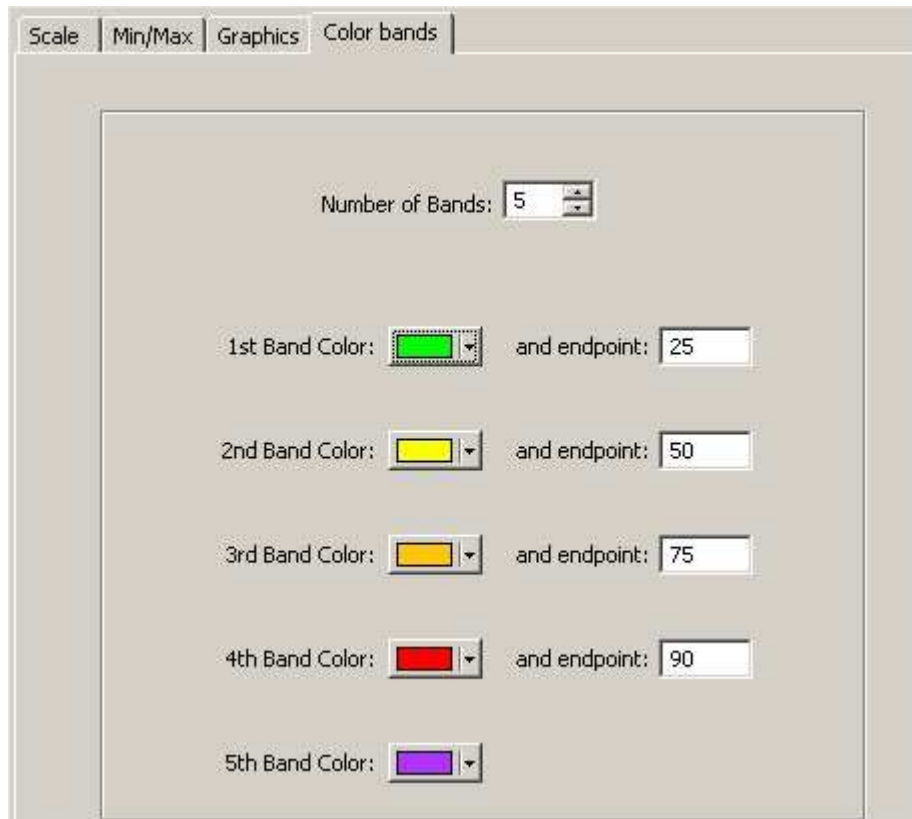 Scale Min/Max Graphics Color bands
Number of Bands: 5
1st Band Color: and endpoint: 25
2nd Band Color: and endpoint: 50
3rd Band Color: and endpoint: 75
4th Band Color: and endpoint: 90
5th Band Color: